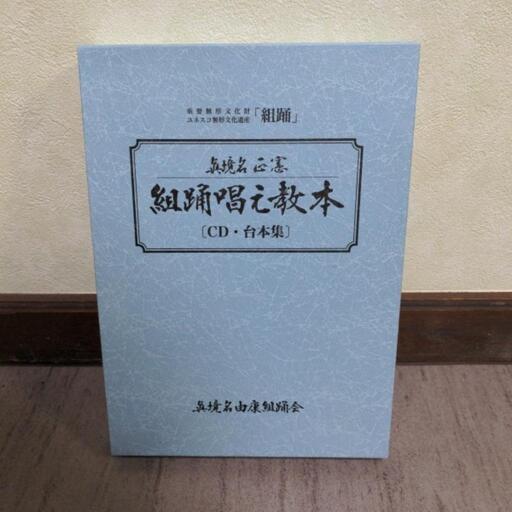 重要無形文化財
ユネスコ無形文化遺産「組踊」
眞境名正憲
組踊唱え教本
〔CD・台本集〕
眞境名由康組踊会